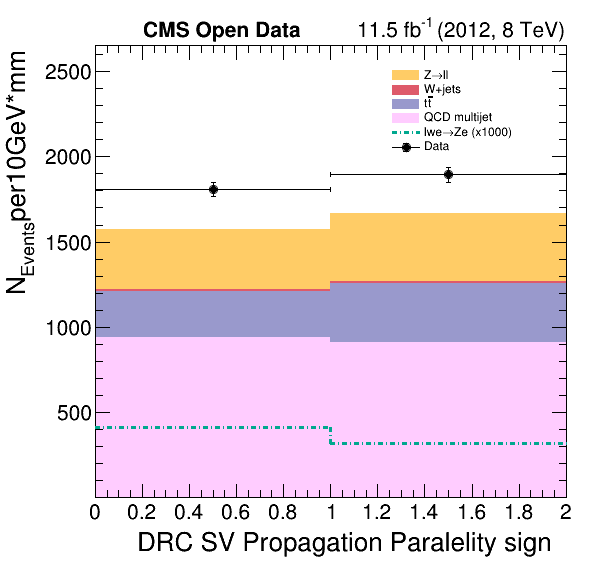 CMS Open Data
11.5 fb-1 (2012, 8 TeV)
NEventsper10GeV*mm
2500
2000
1500
1000
500
Z→ll
W+jets
tt̅
QCD multijet
lwe→Ze (x1000)
Data
0 0.2 0.4 0.6 0.8 1 1.2 1.4 1.6 1.8 2
DRC SV Propagation Paralelity sign